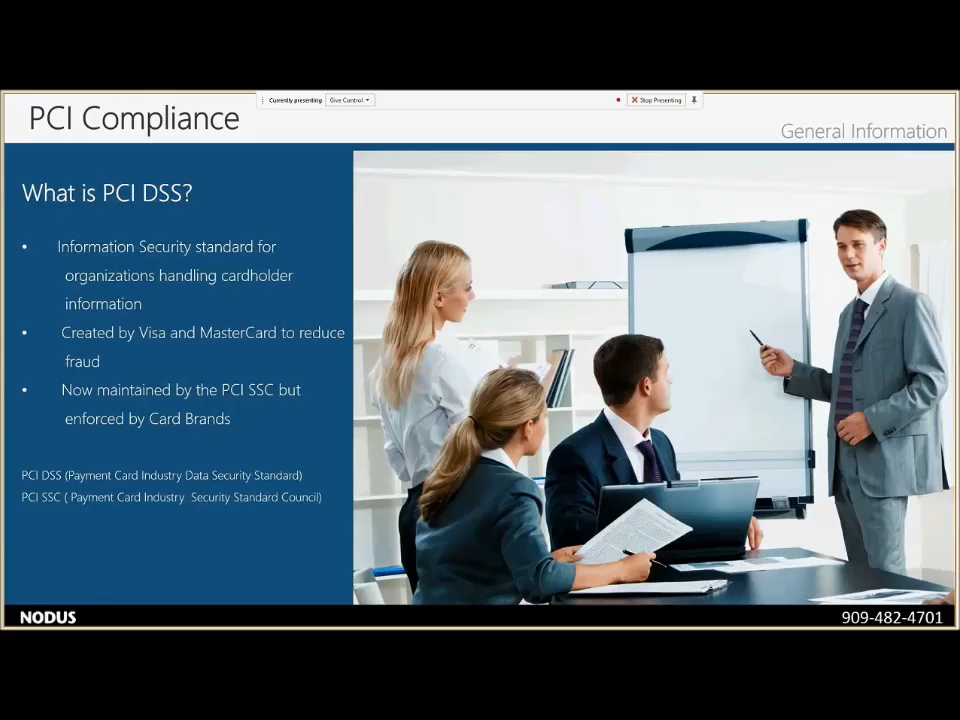 Currently presenting Give Control Stop Presenting
PCI Compliance
General Information
What is PCI DSS?
• Information Security standard for
organizations handling cardholder
information
• Created by Visa and MasterCard to reduce
fraud
• Now maintained by the PCI SSC but
enforced by Card Brands
PCI DSS (Payment Card Industry Data Security Standard)
PCI SSC ( Payment Card Industry Security Standard Council)
NODUS
909-482-4701